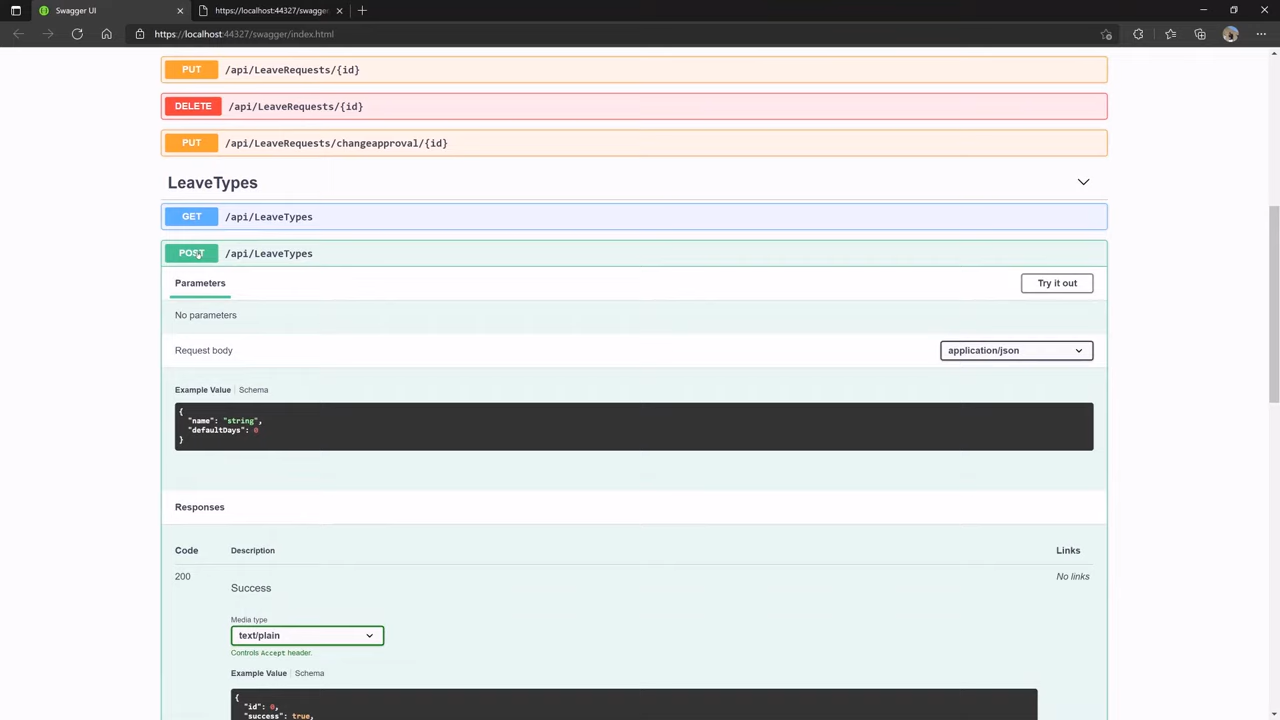 Swagger UI
https://localhost:44327/swagger
https://localhost:44327/swagger/index.html
PUT /api/LeaveRequests/{id}
DELETE /api/LeaveRequests/{id}
PUT /api/LeaveRequests/changeapproval/{id}
LeaveTypes
GET /api/LeaveTypes
POST /api/LeaveTypes
Parameters
Try it out
No parameters
Request body
application/json
Example Value | Schema
{
"name": "string",
"defaultDays": 0
}
Responses
Code Description Links
200 Success No links
Media type
text/plain
Controls Accept header.
Example Value | Schema
{
"id": 0,
"success": true,